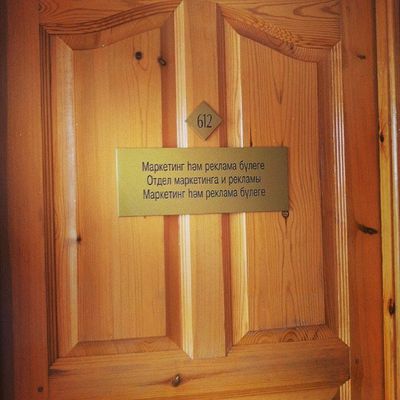 612
Маркетинг һәм реклама бүлеге
Отдел маркетинга и рекламы
Маркетинг һәм реклама бүлеге